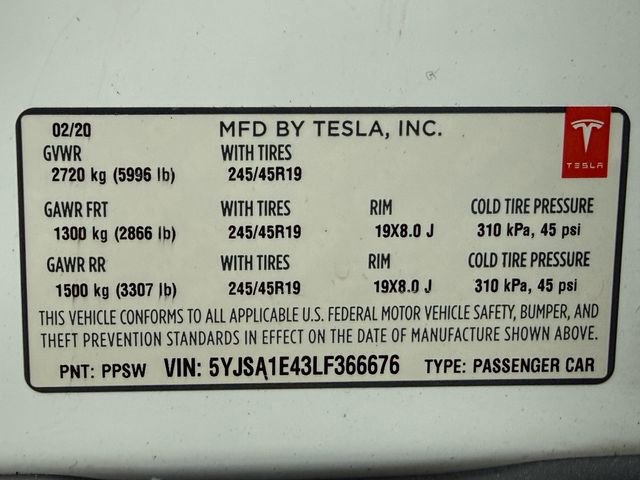 02/20 MFD BY TESLA, INC.
TESLA
GVWR WITH TIRES
2720 kg (5996 lb) 245/45R19
GAWR FRT WITH TIRES RIM COLD TIRE PRESSURE
1300 kg (2866 lb) 245/45R19 19X8.0 J 310 kPa, 45 psi
GAWR RR WITH TIRES RIM COLD TIRE PRESSURE
1500 kg (3307 lb) 245/45R19 19X8.0 J 310 kPa, 45 psi
THIS VEHICLE CONFORMS TO ALL APPLICABLE U.S. FEDERAL MOTOR VEHICLE SAFETY, BUMPER, AND
THEFT PREVENTION STANDARDS IN EFFECT ON THE DATE OF MANUFACTURE SHOWN ABOVE.
PNT: PPSW VIN: 5YJSA1E43LF366676 TYPE: PASSENGER CAR